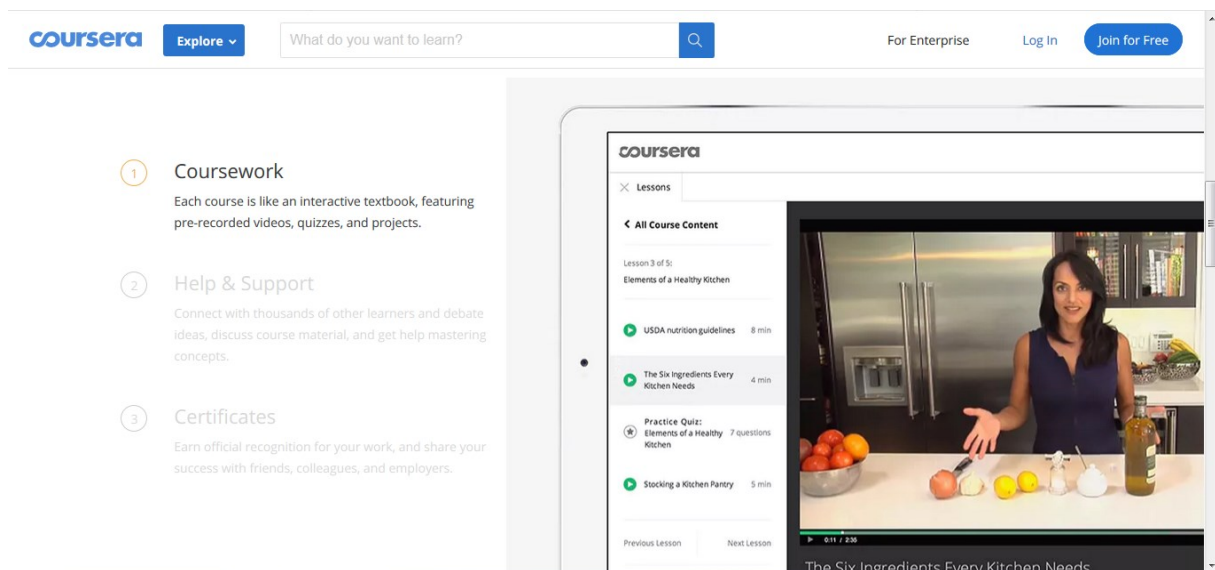 coursera
Explore
What do you want to learn?
For Enterprise
Log In
Join for Free
1
Coursework
Each course is like an interactive textbook, featuring
pre-recorded videos, quizzes, and projects.
2
Help & Support
Connect with thousands of other learners and debate
ideas, discuss course material, and get help mastering
concepts.
3
Certificates
Earn official recognition for your work, and share your
success with friends, colleagues, and employers.
coursera
Lessons
All Course Content
Lesson 3 of 5:
Elements of a Healthy Kitchen
USDA nutrition guidelines 8 min
The Six Ingredients Every
Kitchen Needs
4 min
Practice Quiz:
Elements of a Healthy
Kitchen
7 questions
Stocking a Kitchen Pantry 5 min
Previous Lesson Next Lesson
0:11 / 2:35
The Six Ingredients Every Kitchen Needs